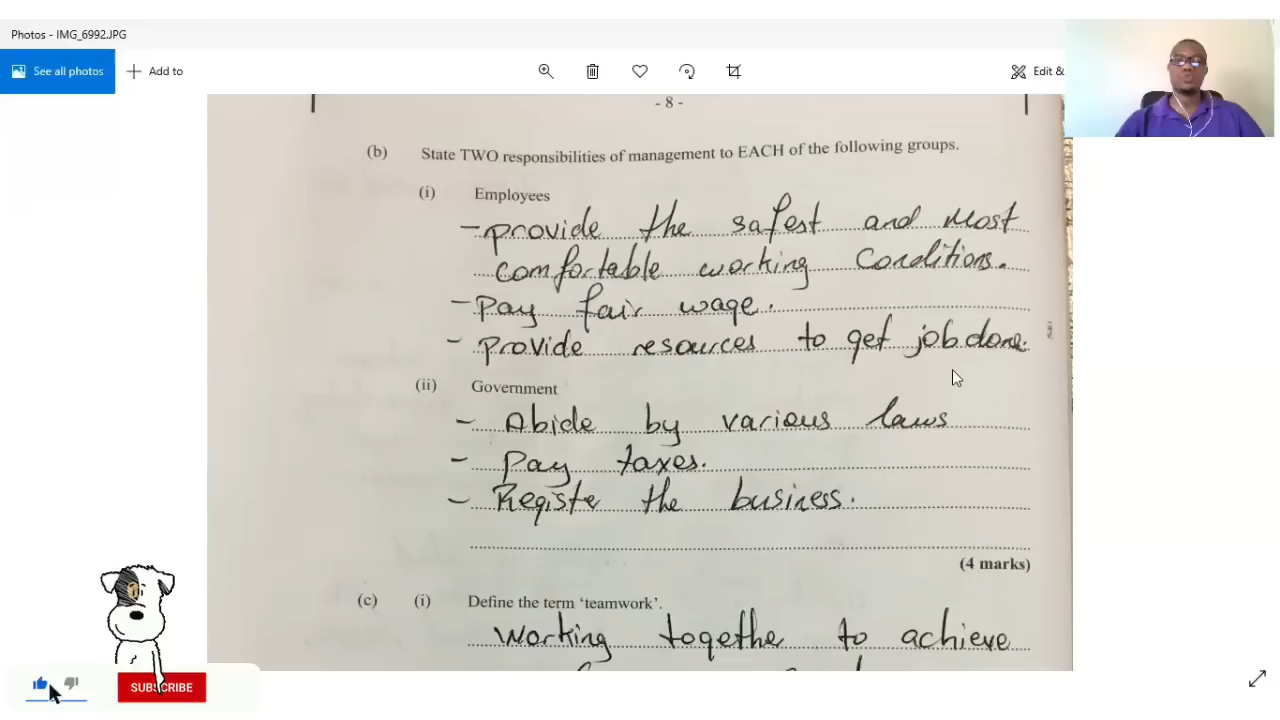 Photos - IMG_6992.JPG
See all photos
Add to
Edit &
- 8 -
(b) State TWO responsibilities of management to EACH of the following groups.
(i) Employees
- provide the safest and most
comfortable working conditions.
- Pay fair wage.
- provide resources to get job done.
(ii) Government
- Abide by various laws
- Pay taxes.
- Registe the business.
(4 marks)
(c) (i) Define the term ‘teamwork’.
working togethe to achieve
SUBSCRIBE